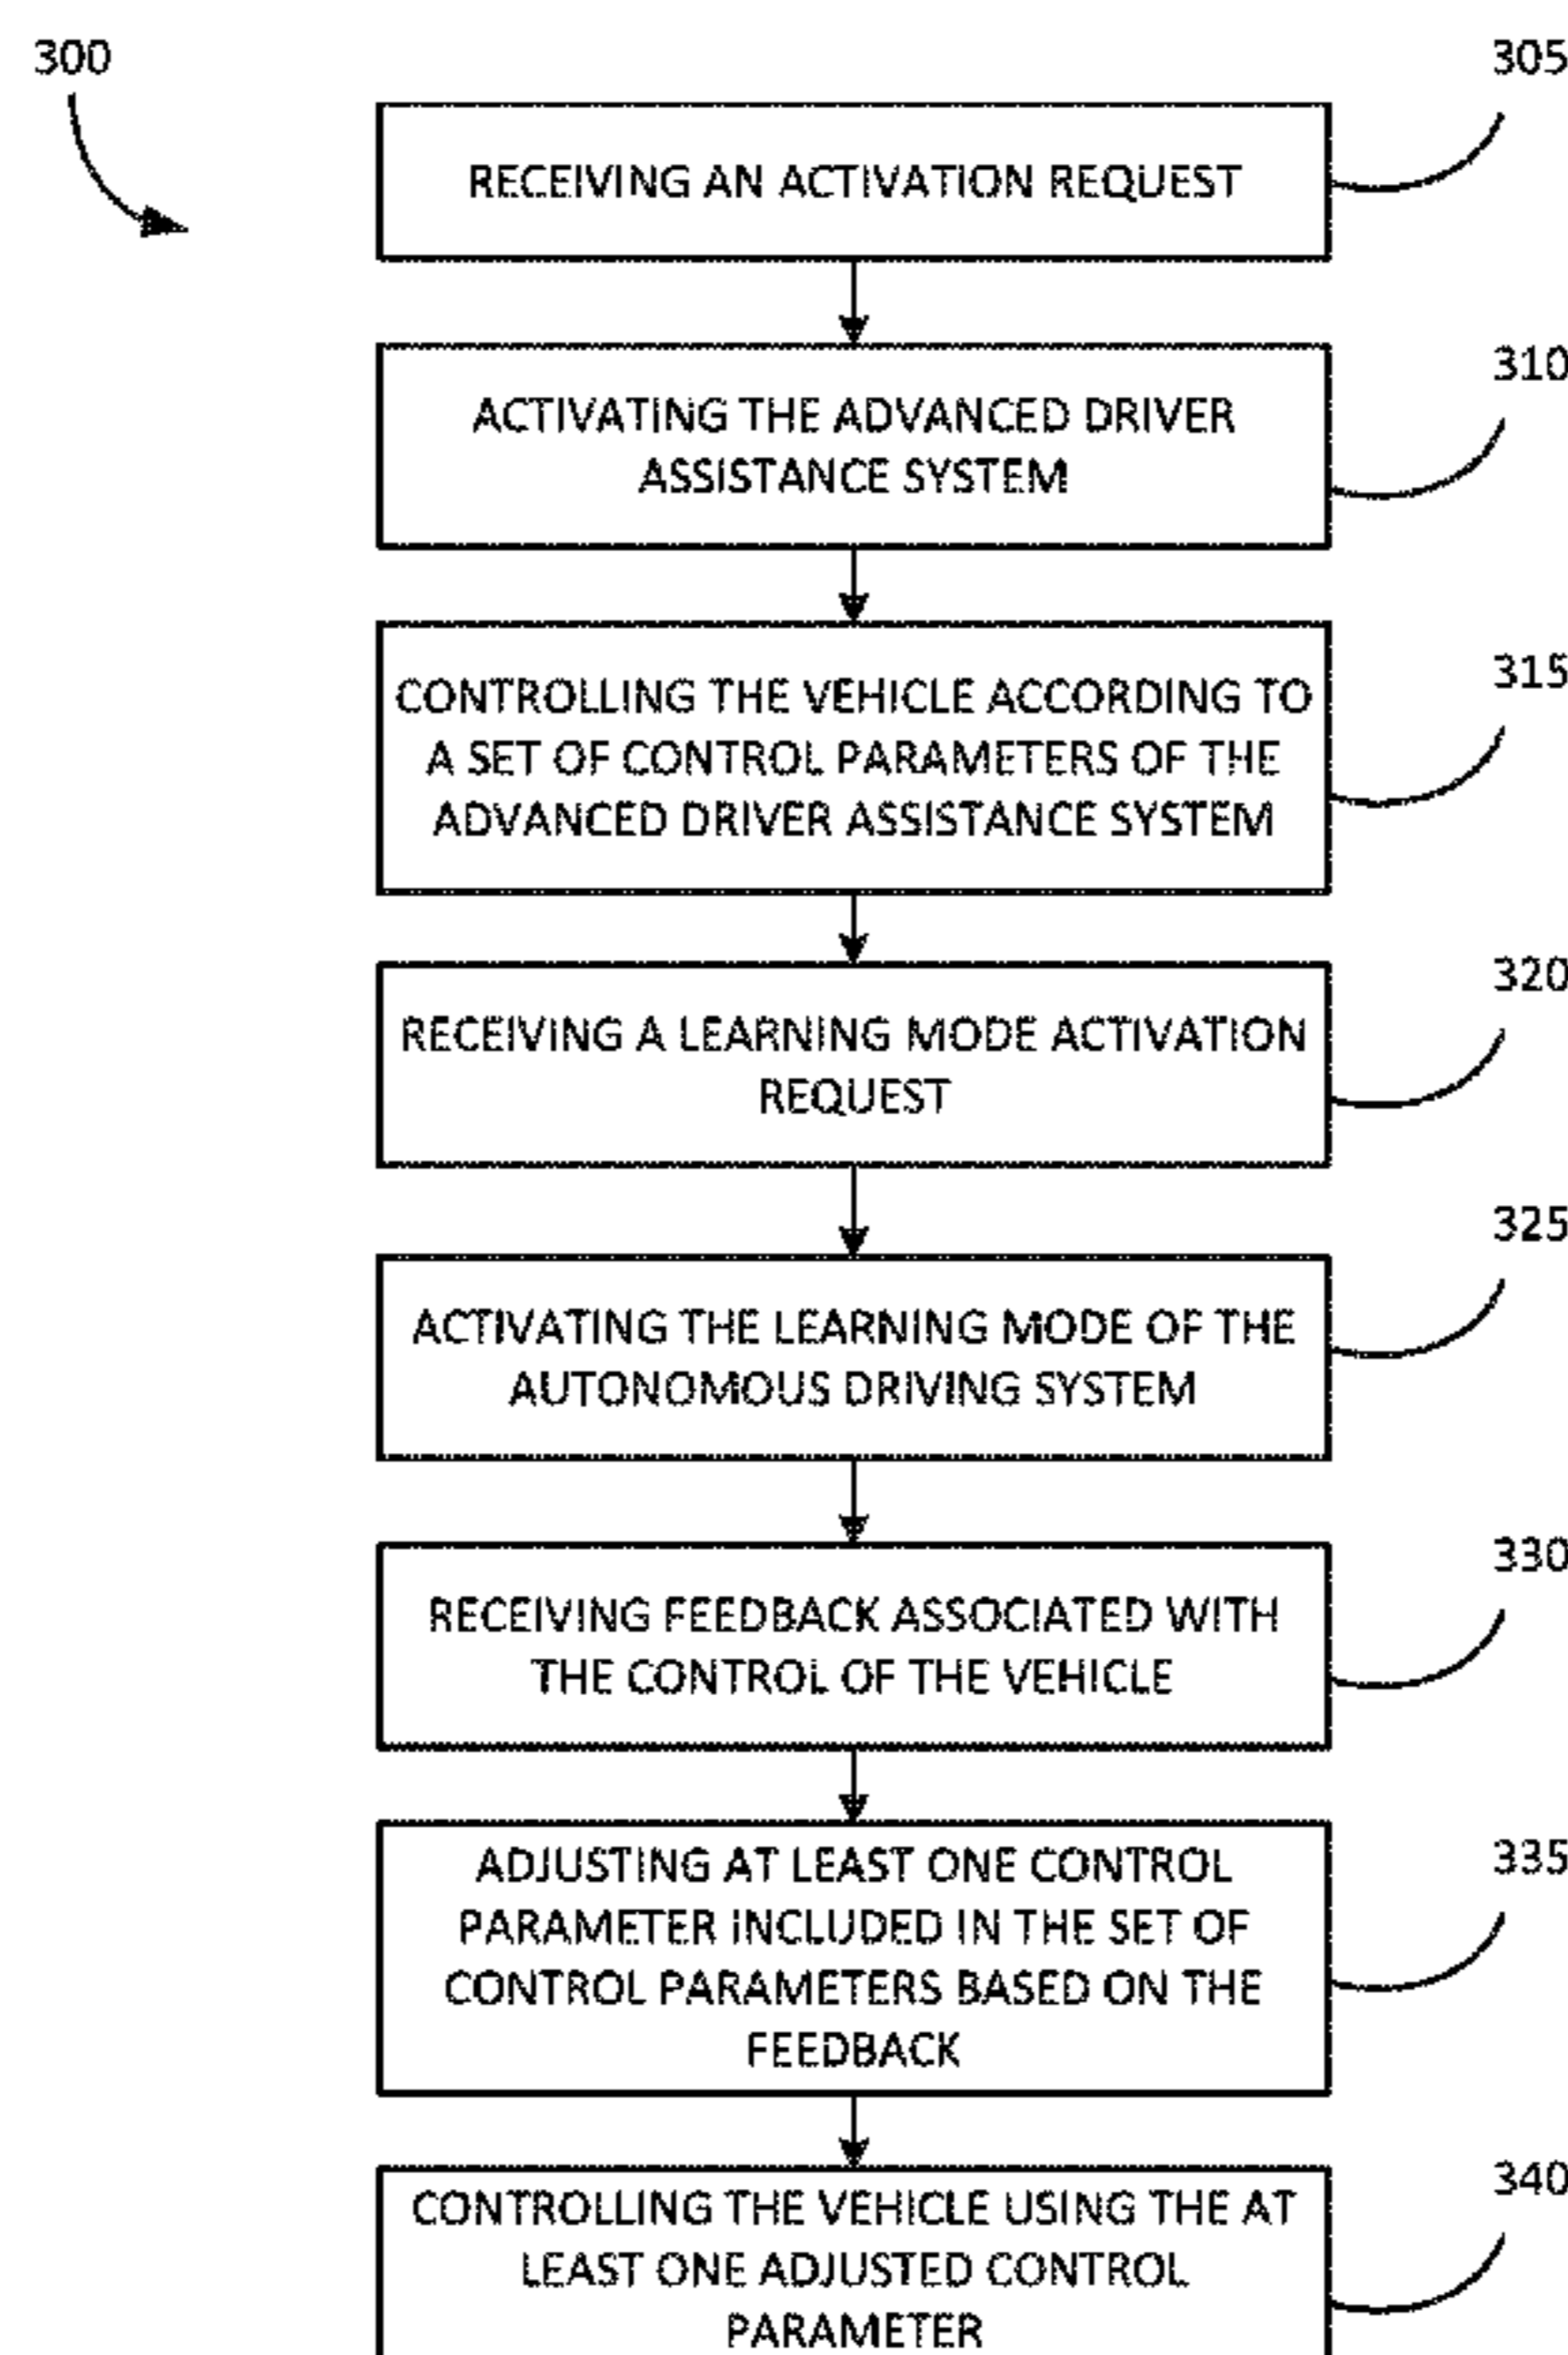 300
305
RECEIVING AN ACTIVATION REQUEST
310
ACTIVATING THE ADVANCED DRIVER
ASSISTANCE SYSTEM
315
CONTROLLING THE VEHICLE ACCORDING TO
A SET OF CONTROL PARAMETERS OF THE
ADVANCED DRIVER ASSISTANCE SYSTEM
320
RECEIVING A LEARNING MODE ACTIVATION
REQUEST
325
ACTIVATING THE LEARNING MODE OF THE
AUTONOMOUS DRIVING SYSTEM
330
RECEIVING FEEDBACK ASSOCIATED WITH
THE CONTROL OF THE VEHICLE
335
ADJUSTING AT LEAST ONE CONTROL
PARAMETER INCLUDED IN THE SET OF
CONTROL PARAMETERS BASED ON THE
FEEDBACK
340
CONTROLLING THE VEHICLE USING THE AT
LEAST ONE ADJUSTED CONTROL
PARAMETER